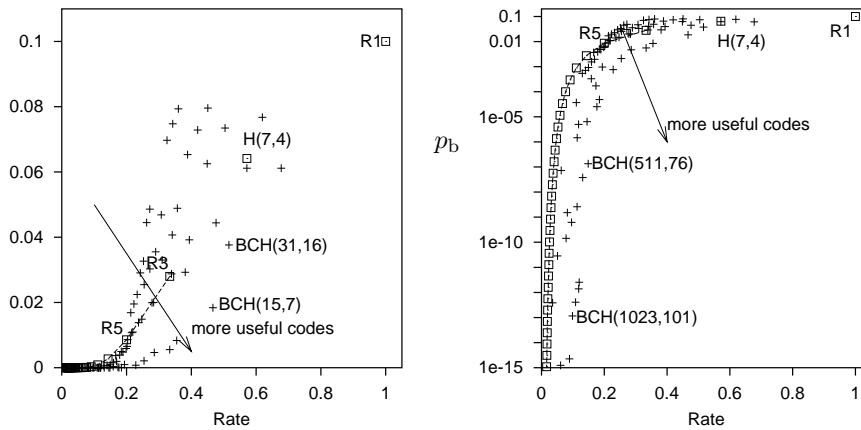 0.1
0.08
0.06
0.04
0.02
0
R1
H(7,4)
BCH(31,16)
R3
BCH(15,7)
R5
more useful codes
0 0.2 0.4 0.6 0.8 1
Rate
p_b
0.1
0.01
1e-05
1e-10
1e-15
R5
R1
H(7,4)
more useful codes
BCH(511,76)
BCH(1023,101)
0 0.2 0.4 0.6 0.8 1
Rate